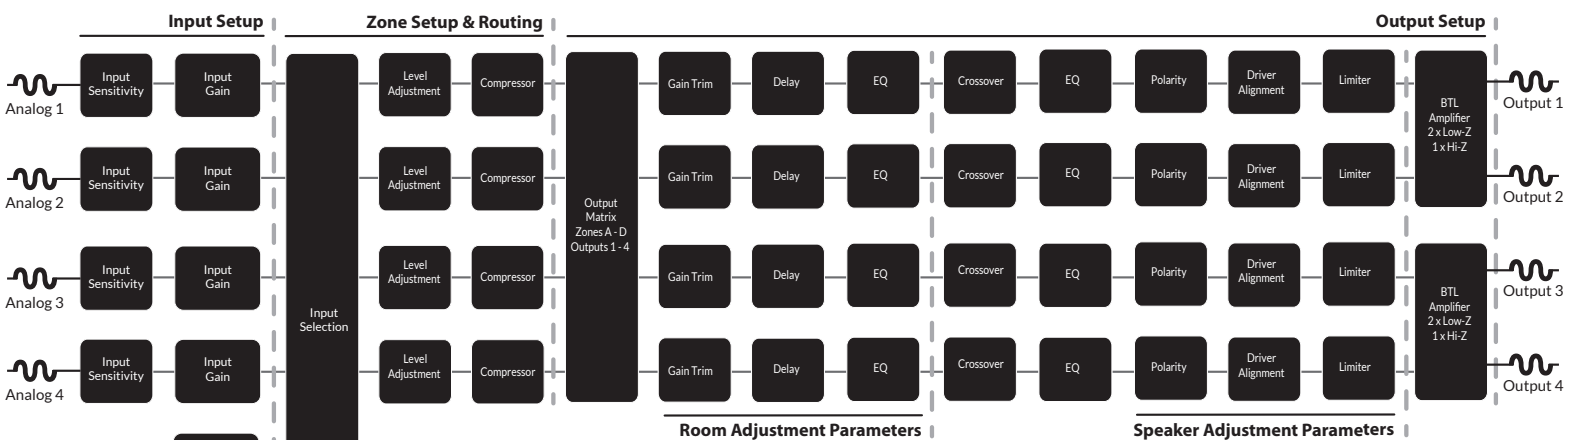 Input Setup
Zone Setup & Routing
Output Setup
Analog 1
Input
Sensitivity
Input
Gain
Level
Adjustment
Compressor
Gain Trim
Delay
EQ
Crossover
EQ
Polarity
Driver
Alignment
Limiter
BTL
Amplifier
2 x Low-Z
1 x Hi-Z
Output 1
Analog 2
Input
Sensitivity
Input
Gain
Level
Adjustment
Compressor
Output
Matrix
Zones A - D
Outputs 1 - 4
Gain Trim
Delay
EQ
Crossover
EQ
Polarity
Driver
Alignment
Limiter
Output 2
Analog 3
Input
Sensitivity
Input
Gain
Input
Selection
Level
Adjustment
Compressor
Gain Trim
Delay
EQ
Crossover
EQ
Polarity
Driver
Alignment
Limiter
BTL
Amplifier
2 x Low-Z
1 x Hi-Z
Output 3
Analog 4
Input
Sensitivity
Input
Gain
Level
Adjustment
Compressor
Gain Trim
Delay
EQ
Crossover
EQ
Polarity
Driver
Alignment
Limiter
Output 4
Room Adjustment Parameters
Speaker Adjustment Parameters